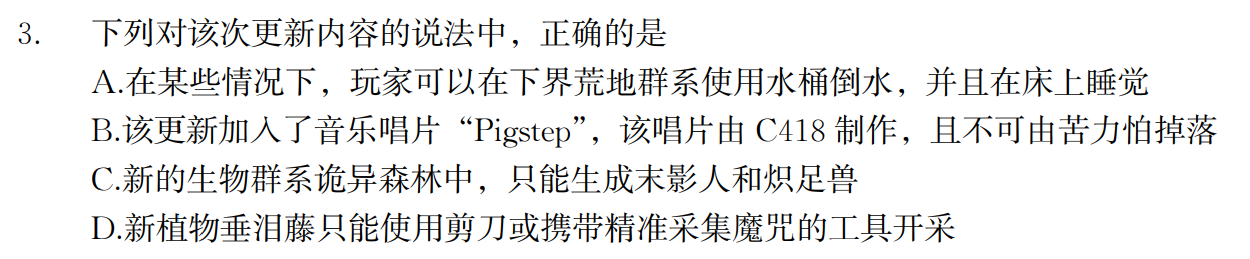 3. 下列对该次更新内容的说法中，正确的是
A.在某些情况下，玩家可以在下界荒地群系使用水桶倒水，并且在床上睡觉
B.该更新加入了音乐唱片“Pigstep”，该唱片由 C418 制作，且不可由苦力怕掉落
C.新的生物群系诡异森林中，只能生成末影人和炽足兽
D.新植物垂泪藤只能使用剪刀或携带精准采集魔咒的工具开采